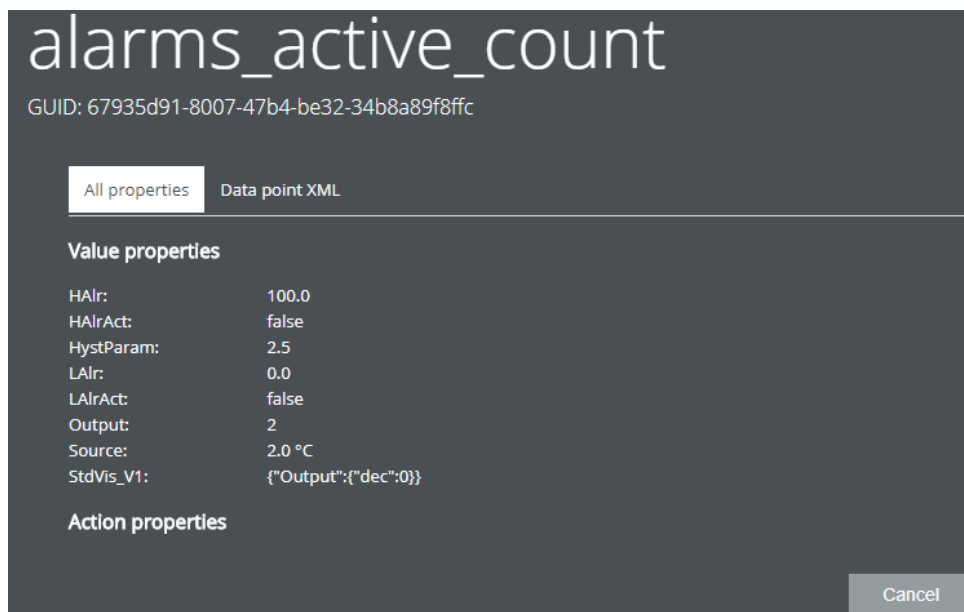 alarms_active_count
GUID: 67935d91-8007-47b4-be32-34b8a89f8ffc
All properties Data point XML
Value properties
HAlr: 100.0
HAlrAct: false
HystParam: 2.5
LAlr: 0.0
LAlrAct: false
Output: 2
Source: 2.0 °C
StdVis_V1: {"Output":{"dec":0}}
Action properties
Cancel